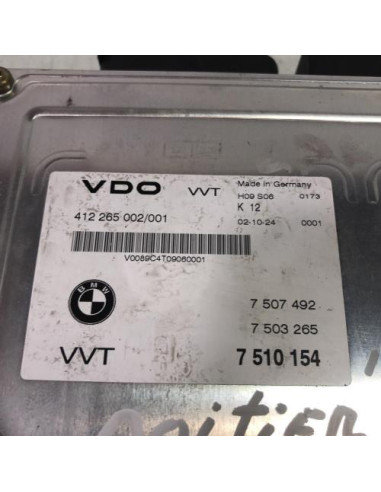 VDO VVT Made in Germany
H09 S06 0173
K 12
412 265 002/001 02-10-24 0001
V0089C4T09060001
BMW
7 507 492
7 503 265
VVT 7 510 154